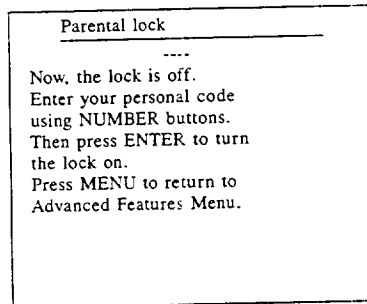 Parental lock
----
Now, the lock is off.
Enter your personal code
using NUMBER buttons.
Then press ENTER to turn
the lock on.
Press MENU to return to
Advanced Features Menu.